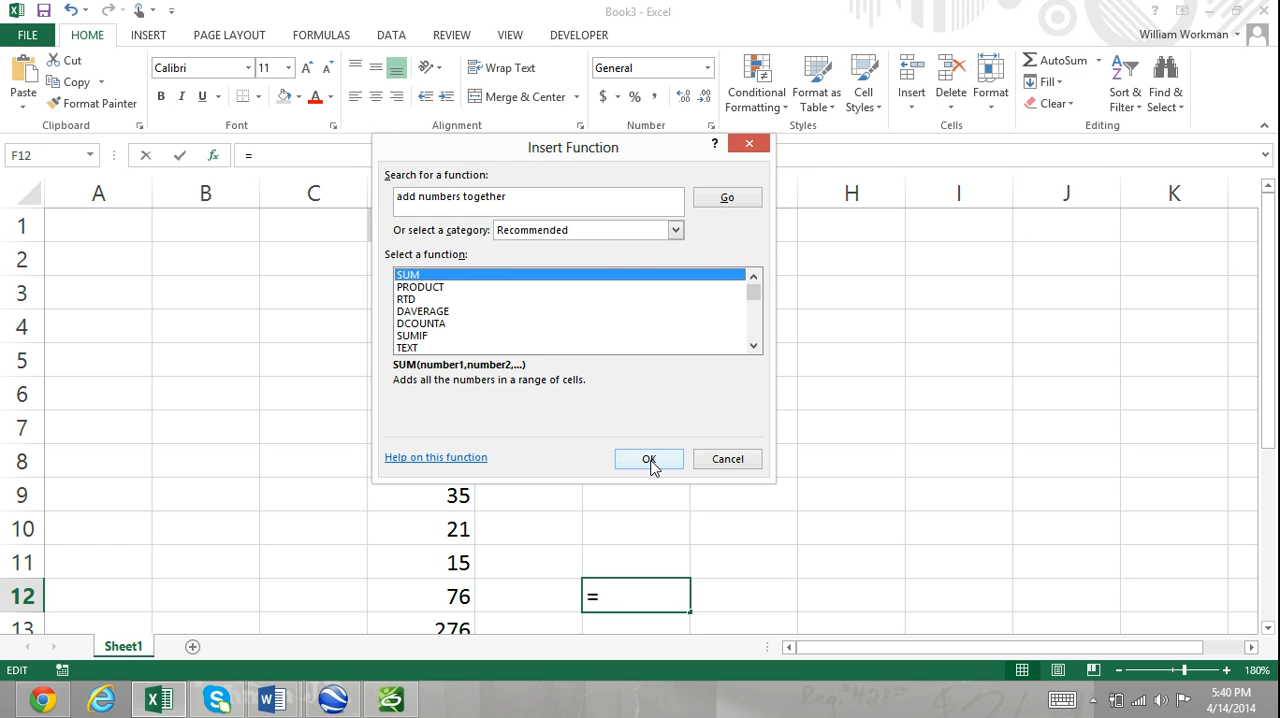 Book3 - Excel
FILE HOME INSERT PAGE LAYOUT FORMULAS DATA REVIEW VIEW DEVELOPER William Workman
Cut
Copy
Format Painter
Paste
Clipboard
Calibri 11
B I U A
Font
Wrap Text
Merge & Center
Alignment
General
$ % ,
Number
Conditional Formatting
Format as Table
Cell Styles
Styles
Insert Delete Format
Cells
AutoSum
Fill
Clear
Sort & Filter
Find & Select
Editing
F12 fx =
Insert Function
Search for a function:
add numbers together
Go
Or select a category: Recommended
Select a function:
SUM
PRODUCT
RTD
DAVERAGE
DCOUNTA
SUMIF
TEXT
SUM(number1,number2,...)
Adds all the numbers in a range of cells.
Help on this function
OK Cancel
A B C H I J K
1
2
3
4
5
6
7
8
9 35
10 21
11 15
12 76 =
13 276
Sheet1
EDIT 180%
5:40 PM
4/14/2014